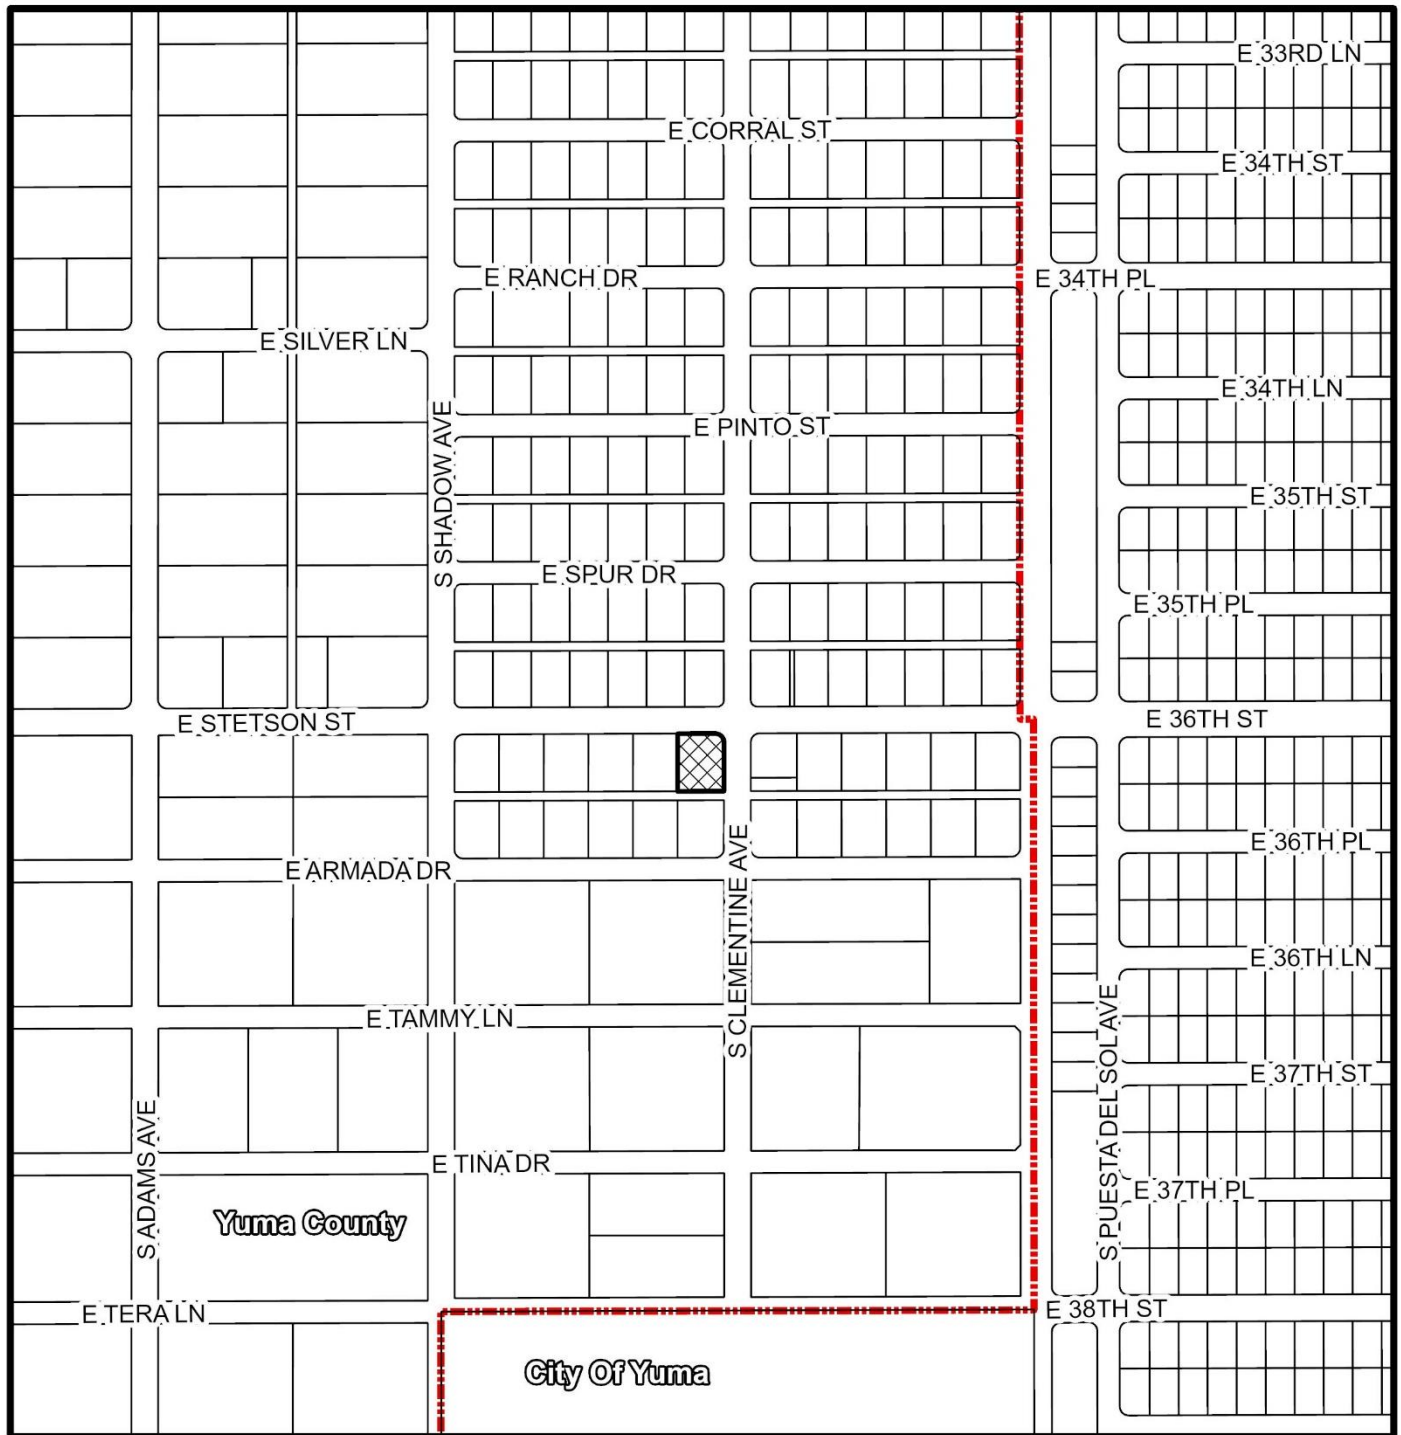 E 33RD LN
E CORRAL ST
E 34TH ST
E RANCH DR
E 34TH PL
E SILVER LN
E 34TH LN
S SHADOW AVE
E PINTO ST
E 35TH ST
E SPUR DR
E 35TH PL
E STETSON ST
E 36TH ST
E 36TH PL
E ARMADA DR
S CLEMENTINE AVE
E 36TH LN
E TAMMY LN
S PUESTA DEL SOL AVE
E 37TH ST
S ADAMS AVE
E TINA DR
E 37TH PL
Yuma County
E TERA LN
E 38TH ST
City Of Yuma